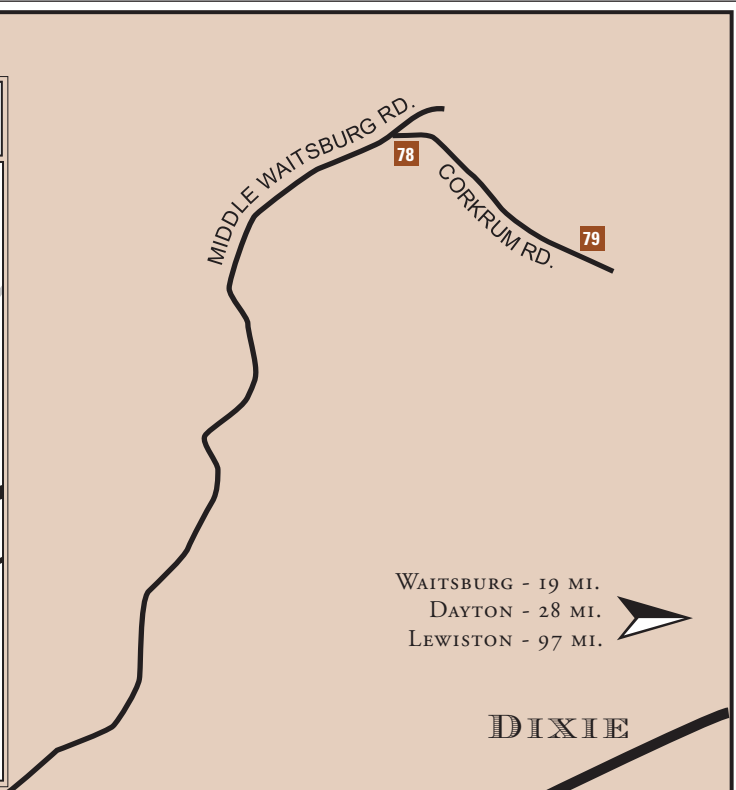 MIDDLE WAITSBURG RD.
78
CORKRUM RD.
79
WAITSBURG - 19 MI.
DAYTON - 28 MI.
LEWISTON - 97 MI.
DIXIE